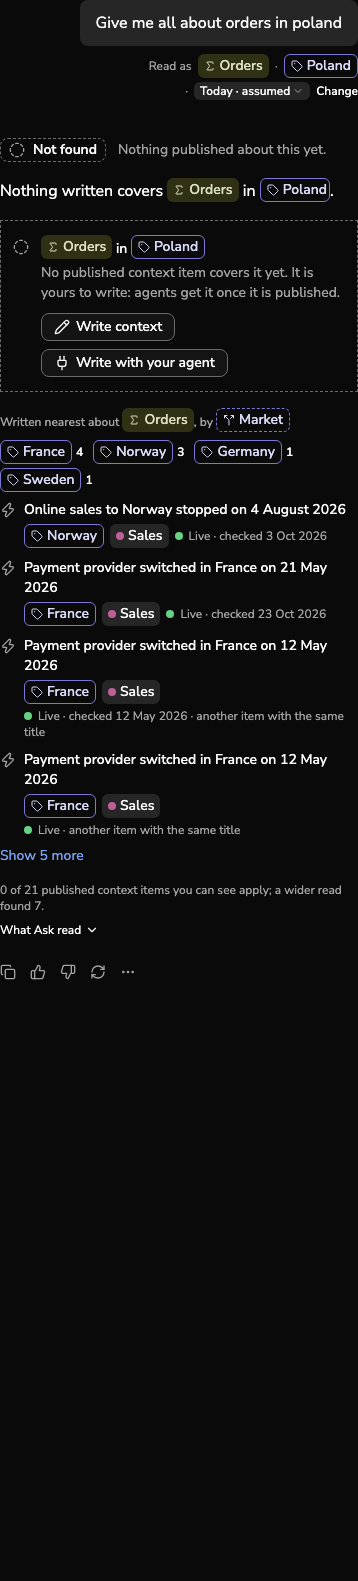 Give me all about orders in poland
Read as Orders · Poland
· Today · assumed Change
Not found Nothing published about this yet.
Nothing written covers Orders in Poland.
Orders in Poland
No published context item covers it yet. It is
yours to write: agents get it once it is published.
Write context
Write with your agent
Written nearest about Orders, by Market
France 4 Norway 3 Germany 1
Sweden 1
Online sales to Norway stopped on 4 August 2026
Norway Sales Live · checked 3 Oct 2026
Payment provider switched in France on 21 May
2026
France Sales Live · checked 23 Oct 2026
Payment provider switched in France on 12 May
2026
France Sales
Live · checked 12 May 2026 · another item with the same
title
Payment provider switched in France on 12 May
2026
France Sales
Live · another item with the same title
Show 5 more
0 of 21 published context items you can see apply; a wider read
found 7.
What Ask read